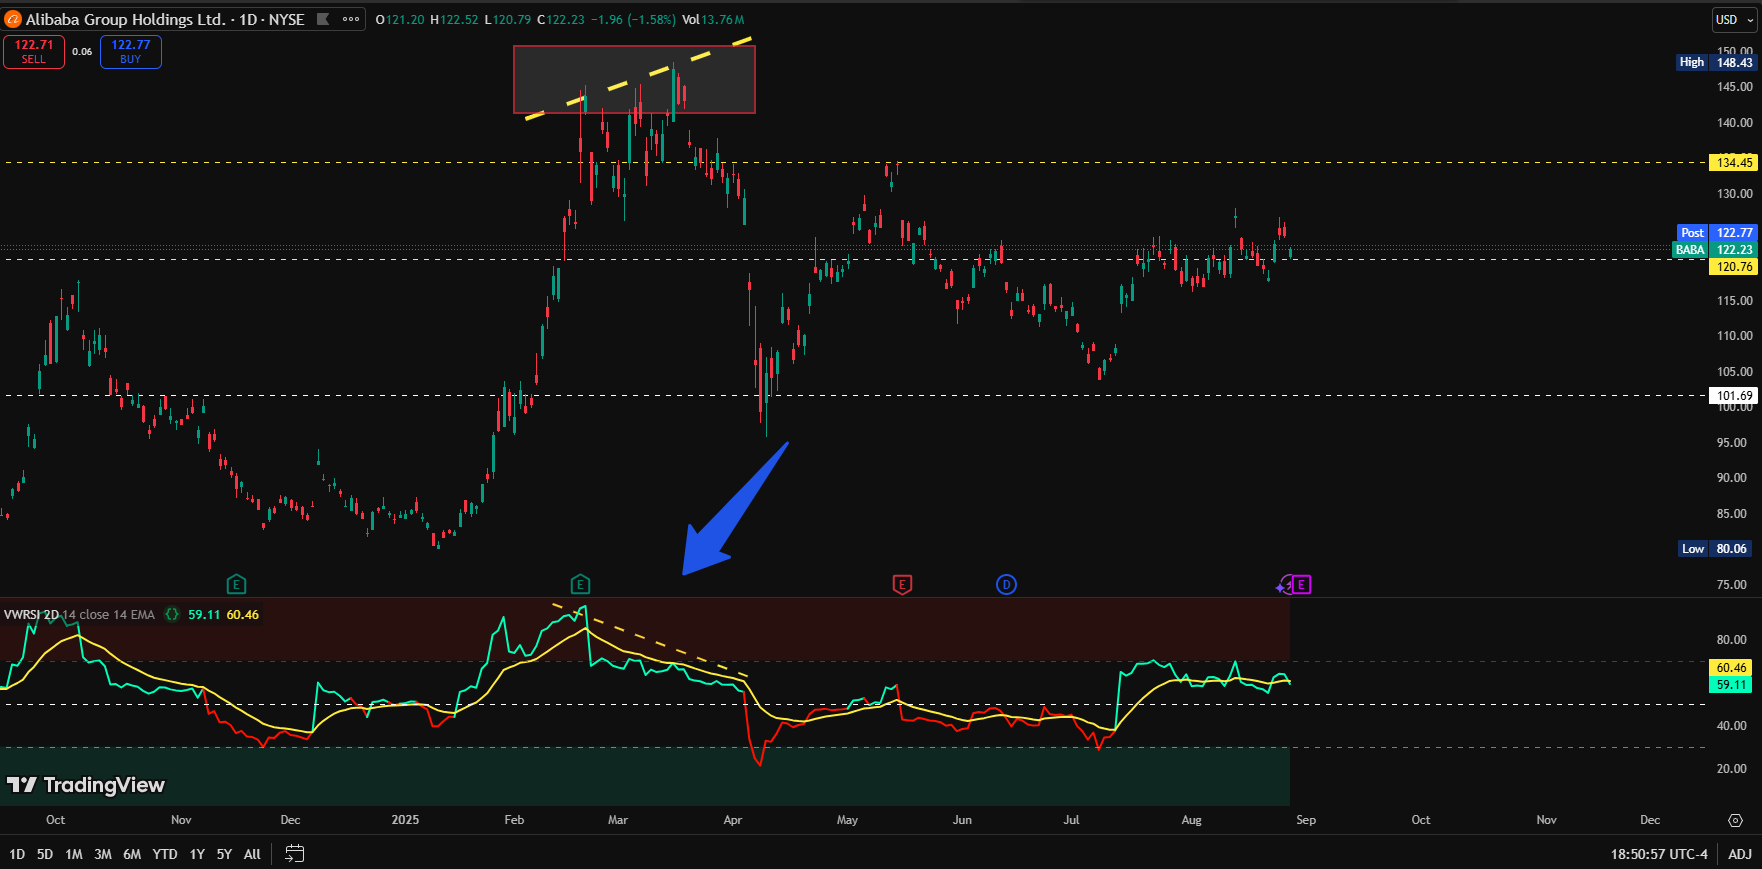 Alibaba Group Holdings Ltd. · 1D · NYSE O121.20 H122.52 L120.79 C122.23 −1.96 (−1.58%) Vol13.76M USD
122.71 SELL 0.06 122.77 BUY
150.00
High 148.43
145.00
140.00
134.45
130.00
Post 122.77
BABA 122.23
120.76
115.00
110.00
105.00
101.69
100.00
95.00
90.00
85.00
Low 80.06
75.00
E E E D E
VWRSI 2D 14 close 14 EMA {} 59.11 60.46
80.00
60.46
59.11
40.00
20.00
TradingView
Oct Nov Dec 2025 Feb Mar Apr May Jun Jul Aug Sep Oct Nov Dec
1D 5D 1M 3M 6M YTD 1Y 5Y All 18:50:57 UTC-4 ADJ